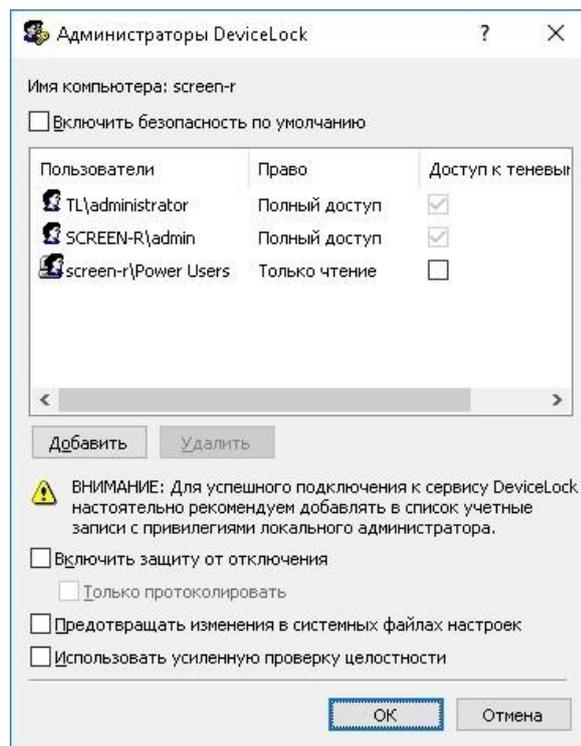 Администраторы DeviceLock
Имя компьютера: screen-r
Включить безопасность по умолчанию
Пользователи Право Доступ к теневым
TL\administrator Полный доступ
SCREEN-R\admin Полный доступ
screen-r\Power Users Только чтение
Добавить Удалить
ВНИМАНИЕ: Для успешного подключения к сервису DeviceLock
настоятельно рекомендуем добавлять в список учетные
записи с привилегиями локального администратора.
Включить защиту от отключения
Только протоколировать
Предотвращать изменения в системных файлах настроек
Использовать усиленную проверку целостности
ОК Отмена